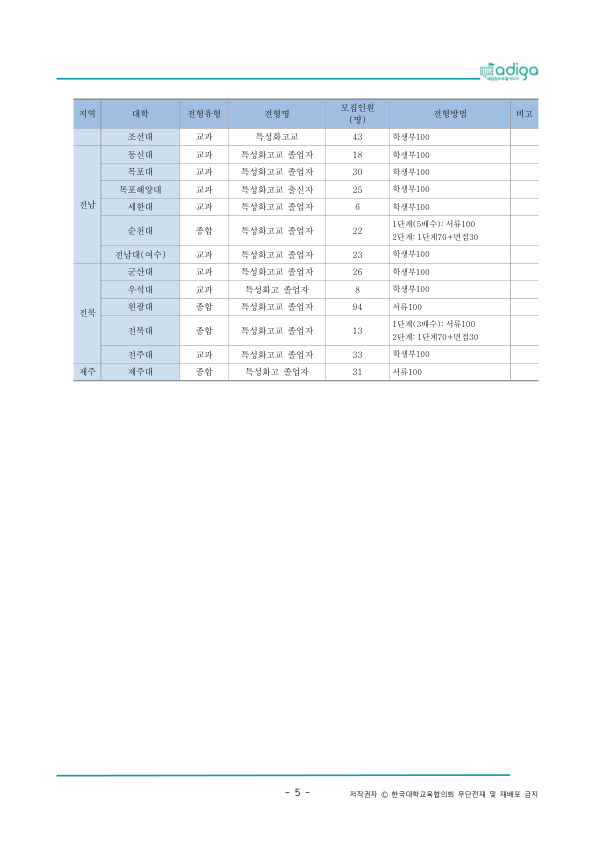 adiga
대입정보포털어디가
지역 대학 전형유형 전형명 모집인원 (명) 전형방법 비고
조선대 교과 특성화고교 43 학생부100
전남 동신대 교과 특성화고교 졸업자 18 학생부100
목포대 교과 특성화고교 졸업자 30 학생부100
목포해양대 교과 특성화고교 출신자 25 학생부100
세한대 교과 특성화고교 졸업자 6 학생부100
순천대 종합 특성화고교 졸업자 22 1단계(5배수): 서류100
2단계: 1단계70+면접30
전남대(여수) 교과 특성화고교 졸업자 23 학생부100
전북 군산대 교과 특성화고교 졸업자 26 학생부100
우석대 교과 특성화고 졸업자 8 학생부100
원광대 종합 특성화고교 졸업자 94 서류100
전북대 종합 특성화고교 졸업자 13 1단계(3배수): 서류100
2단계: 1단계70+면접30
전주대 교과 특성화고교 졸업자 33 학생부100
제주 제주대 종합 특성화고 졸업자 31 서류100
- 5 -
저작권자 © 한국대학교육협의회 무단전재 및 재배포 금지